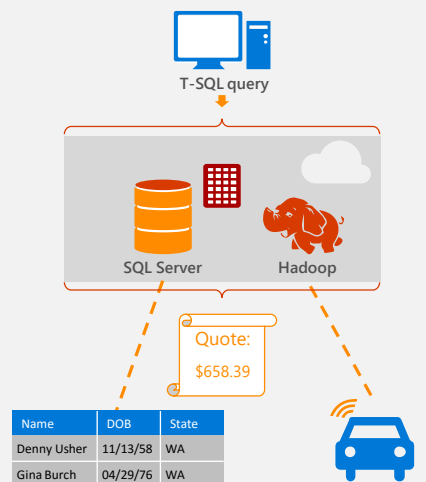 T-SQL query
SQL Server
Hadoop
Quote:
$658.39
Name DOB State
Denny Usher 11/13/58 WA
Gina Burch 04/29/76 WA